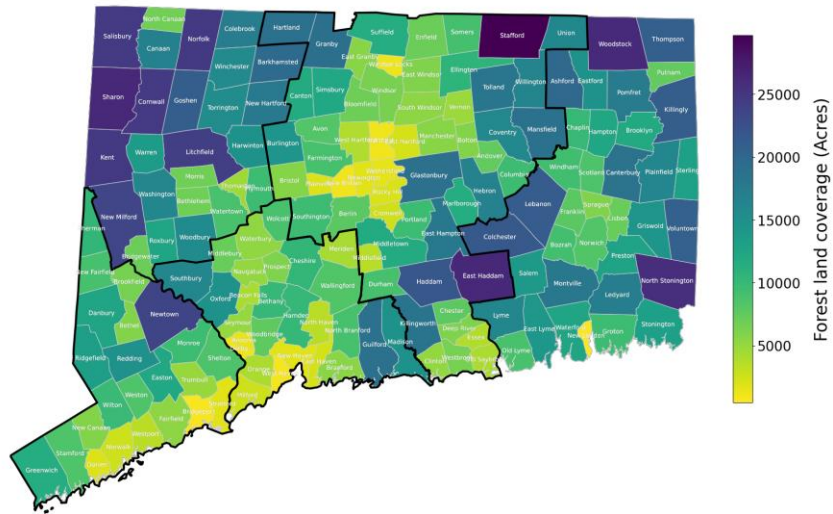 North Canaan
Salisbury
Norfolk
Colebrook
Hartland
Suffield
Enfield
Somers
Stafford
Union
Woodstock
Thompson
Canaan
Granby
East Granby
Windsor Locks
Winchester
Barkhamsted
East Windsor
Ellington
Putnam
Sharon
Cornwall
Goshen
Torrington
New Hartford
Canton
Simsbury
Bloomfield
Windsor
South Windsor
Vernon
Tolland
Willington
Ashford
Eastford
Pomfret
Killingly
Kent
Warren
Litchfield
Harwinton
Burlington
Avon
Farmington
West Hartford
East Hartford
Manchester
Bolton
Andover
Coventry
Mansfield
Chaplin
Hampton
Brooklyn
Morris
Bethlehem
Thomaston
Plymouth
Bristol
Plainville
New Britain
Newington
Glastonbury
Hebron
Columbia
Windham
Scotland
Canterbury
Plainfield
Sterling
Washington
Watertown
Wolcott
Southington
Berlin
Cromwell
Portland
Marlborough
Lebanon
Franklin
Sprague
Lisbon
Griswold
Voluntown
New Milford
Roxbury
Woodbury
Waterbury
Middlebury
Cheshire
Meriden
Middlefield
Middletown
East Hampton
Colchester
Bozrah
Norwich
Preston
Sherman
New Fairfield
Bridgewater
Brookfield
Southbury
Naugatuck
Prospect
Wallingford
Durham
Haddam
East Haddam
Salem
Montville
Ledyard
North Stonington
Danbury
Bethel
Newtown
Oxford
Beacon Falls
Bethany
Hamden
North Haven
Seymour
Woodbridge
North Branford
Killingworth
Chester
Deep River
Essex
Lyme
East Lyme
Groton
Stonington
Ridgefield
Redding
Monroe
Shelton
Orange
New Haven
East Haven
Branford
Guilford
Madison
Clinton
Westbrook
Old Lyme
Easton
Trumbull
Milford
Wilton
Weston
Fairfield
Bridgeport
New Canaan
Westport
Norwalk
Darien
Stamford
Greenwich
25000
20000
15000
10000
5000
Forest land coverage (Acres)